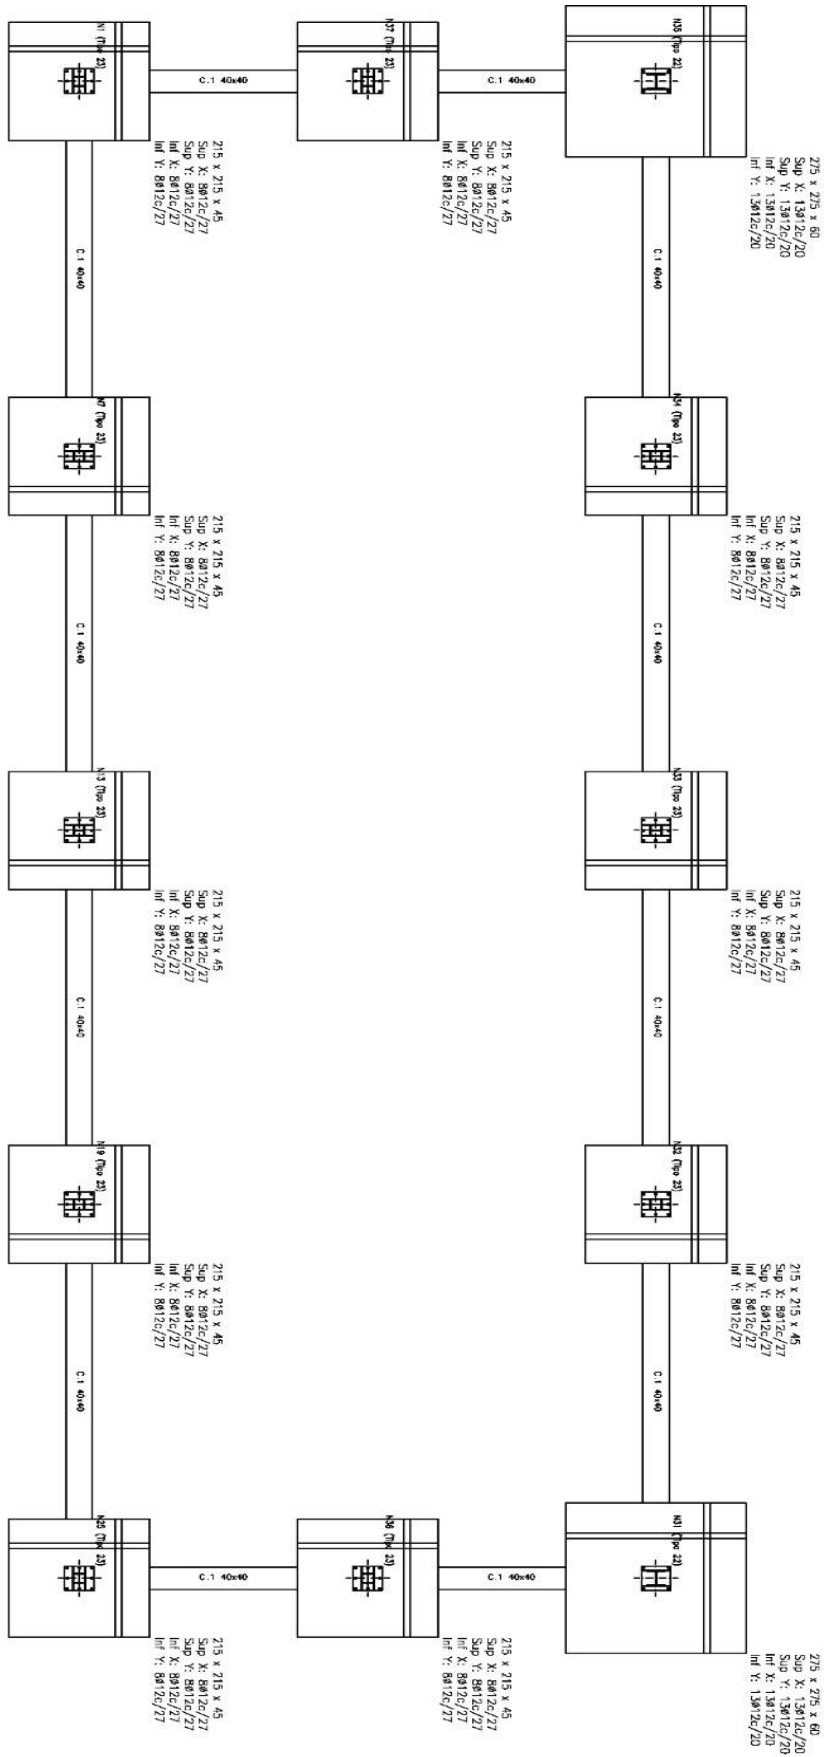 N35 (Tipo 22)
275 x 275 x 60
Sup X: 13Ø12c/20
Sup Y: 13Ø12c/20
Inf X: 13Ø12c/20
Inf Y: 13Ø12c/20
C.1 40x40
N34 (Tipo 23)
215 x 215 x 45
Sup X: 8Ø12c/27
Sup Y: 8Ø12c/27
Inf X: 8Ø12c/27
Inf Y: 8Ø12c/27
C.1 40x40
N33 (Tipo 23)
215 x 215 x 45
Sup X: 8Ø12c/27
Sup Y: 8Ø12c/27
Inf X: 8Ø12c/27
Inf Y: 8Ø12c/27
C.1 40x40
N32 (Tipo 23)
215 x 215 x 45
Sup X: 8Ø12c/27
Sup Y: 8Ø12c/27
Inf X: 8Ø12c/27
Inf Y: 8Ø12c/27
C.1 40x40
N31 (Tipo 22)
275 x 275 x 60
Sup X: 13Ø12c/20
Sup Y: 13Ø12c/20
Inf X: 13Ø12c/20
Inf Y: 13Ø12c/20
C.1 40x40
C.1 40x40
N37 (Tipo 23)
215 x 215 x 45
Sup X: 8Ø12c/27
Sup Y: 8Ø12c/27
Inf X: 8Ø12c/27
Inf Y: 8Ø12c/27
N36 (Tipo 23)
215 x 215 x 45
Sup X: 8Ø12c/27
Sup Y: 8Ø12c/27
Inf X: 8Ø12c/27
Inf Y: 8Ø12c/27
C.1 40x40
C.1 40x40
N1 (Tipo 23)
215 x 215 x 45
Sup X: 8Ø12c/27
Sup Y: 8Ø12c/27
Inf X: 8Ø12c/27
Inf Y: 8Ø12c/27
C.1 40x40
N7 (Tipo 23)
215 x 215 x 45
Sup X: 8Ø12c/27
Sup Y: 8Ø12c/27
Inf X: 8Ø12c/27
Inf Y: 8Ø12c/27
C.1 40x40
N13 (Tipo 23)
215 x 215 x 45
Sup X: 8Ø12c/27
Sup Y: 8Ø12c/27
Inf X: 8Ø12c/27
Inf Y: 8Ø12c/27
C.1 40x40
N19 (Tipo 23)
215 x 215 x 45
Sup X: 8Ø12c/27
Sup Y: 8Ø12c/27
Inf X: 8Ø12c/27
Inf Y: 8Ø12c/27
C.1 40x40
N25 (Tipo 23)
215 x 215 x 45
Sup X: 8Ø12c/27
Sup Y: 8Ø12c/27
Inf X: 8Ø12c/27
Inf Y: 8Ø12c/27